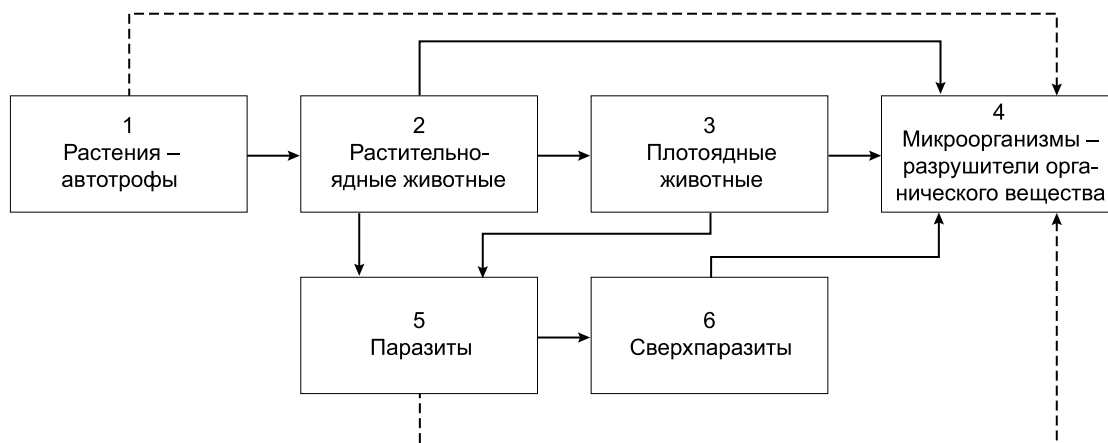 1
Растения –
автотрофы
2
Растительно-
ядные животные
3
Плотоядные
животные
4
Микроорганизмы –
разрушители орга-
нического вещества
5
Паразиты
6
Сверхпаразиты